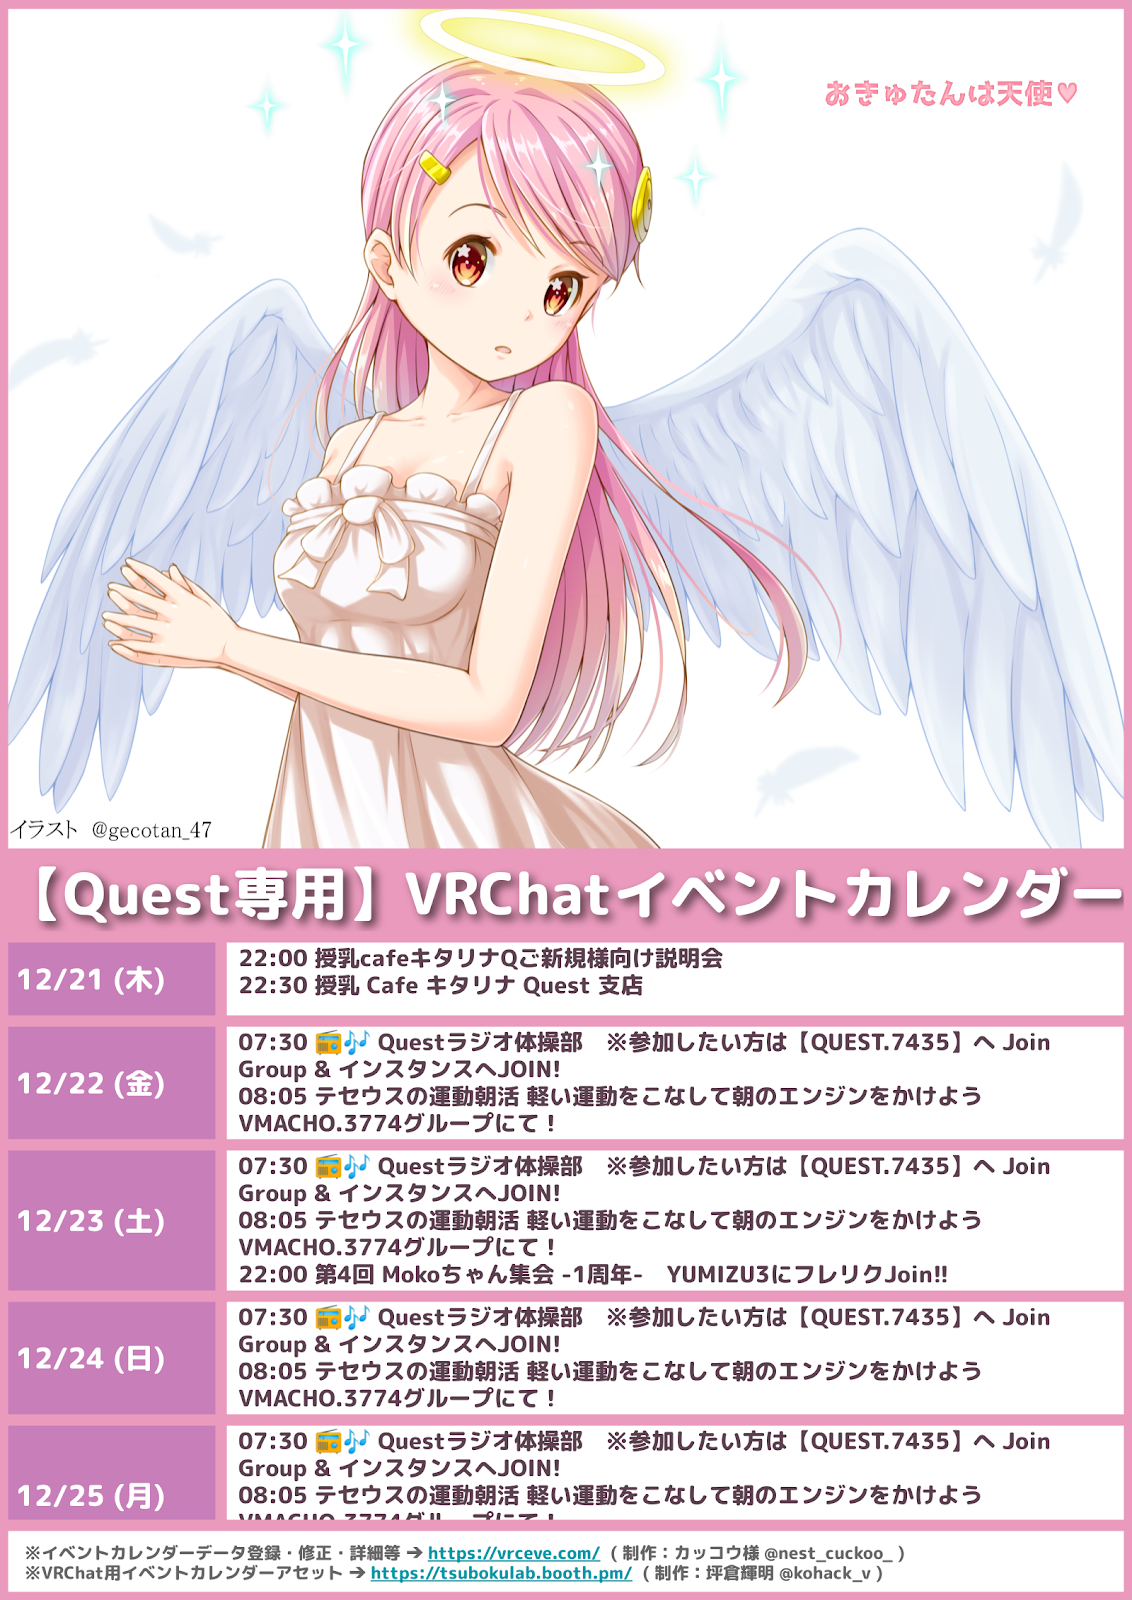 おきゅたんは天使♥
イラスト @gecotan_47
【Quest専用】VRChatイベントカレンダー
12/21 (木)
22:00 授乳cafeキタリナQご新規様向け説明会
22:30 授乳 Cafe キタリナ Quest 支店
12/22 (金)
07:30 📻🎶 Questラジオ体操部　※参加したい方は【QUEST.7435】へ Join
Group & インスタンスへJOIN!
08:05 テセウスの運動朝活 軽い運動をこなして朝のエンジンをかけよう
VMACHO.3774グループにて！
12/23 (土)
07:30 📻🎶 Questラジオ体操部　※参加したい方は【QUEST.7435】へ Join
Group & インスタンスへJOIN!
08:05 テセウスの運動朝活 軽い運動をこなして朝のエンジンをかけよう
VMACHO.3774グループにて！
22:00 第4回 Mokoちゃん集会 -1周年-　YUMIZU3にフレリクJoin!!
12/24 (日)
07:30 📻🎶 Questラジオ体操部　※参加したい方は【QUEST.7435】へ Join
Group & インスタンスへJOIN!
08:05 テセウスの運動朝活 軽い運動をこなして朝のエンジンをかけよう
VMACHO.3774グループにて！
12/25 (月)
07:30 📻🎶 Questラジオ体操部　※参加したい方は【QUEST.7435】へ Join
Group & インスタンスへJOIN!
08:05 テセウスの運動朝活 軽い運動をこなして朝のエンジンをかけよう
VMACHO.3774グループにて！
※イベントカレンダーデータ登録・修正・詳細等 ➔ https://vrceve.com/ ( 制作：カッコウ様 @nest_cuckoo_ )
※VRChat用イベントカレンダーアセット ➔ https://tsubokulab.booth.pm/ ( 制作：坪倉輝明 @kohack_v )